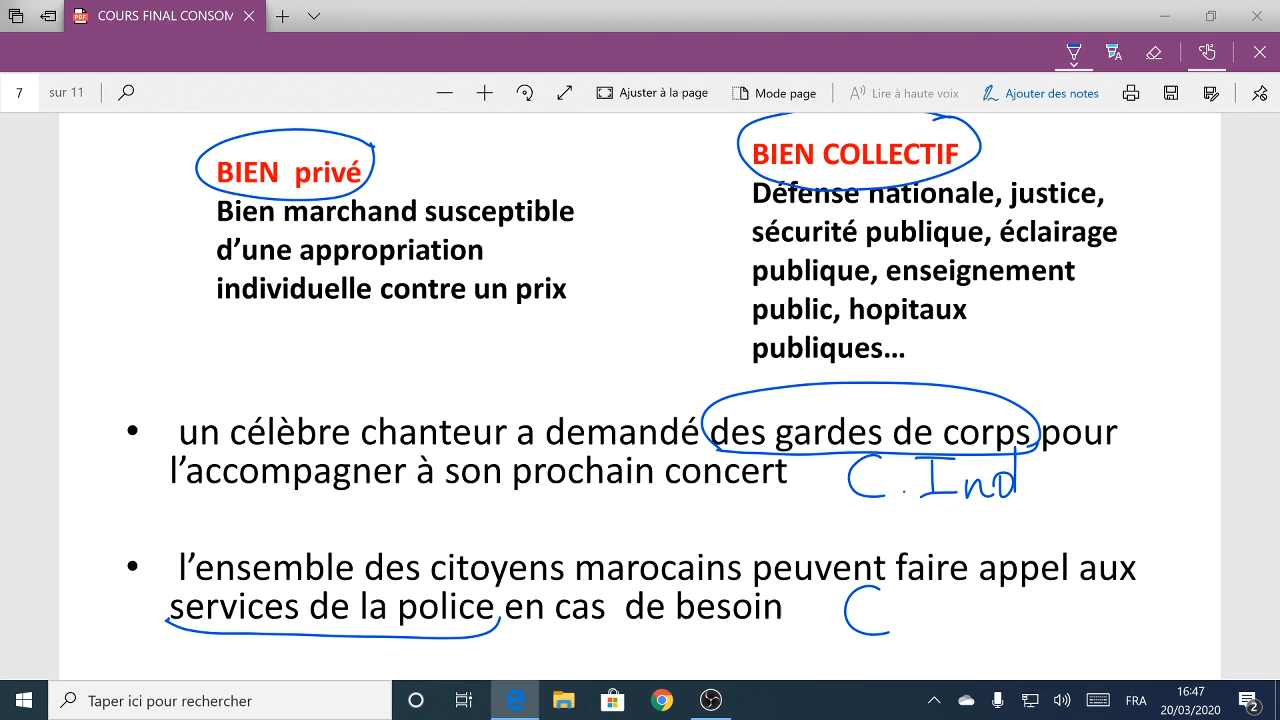 COURS FINAL CONSOM
7 sur 11
Ajuster à la page
Mode page
Lire à haute voix
Ajouter des notes
BIEN privé
Bien marchand susceptible
d’une appropriation
individuelle contre un prix
BIEN COLLECTIF
Défense nationale, justice,
sécurité publique, éclairage
publique, enseignement
public, hopitaux
publiques...
• un célèbre chanteur a demandé des gardes de corps pour
l’accompagner à son prochain concert
C. Ind
• l’ensemble des citoyens marocains peuvent faire appel aux
services de la police en cas de besoin
C
Taper ici pour rechercher
FRA
16:47
20/03/2020
2